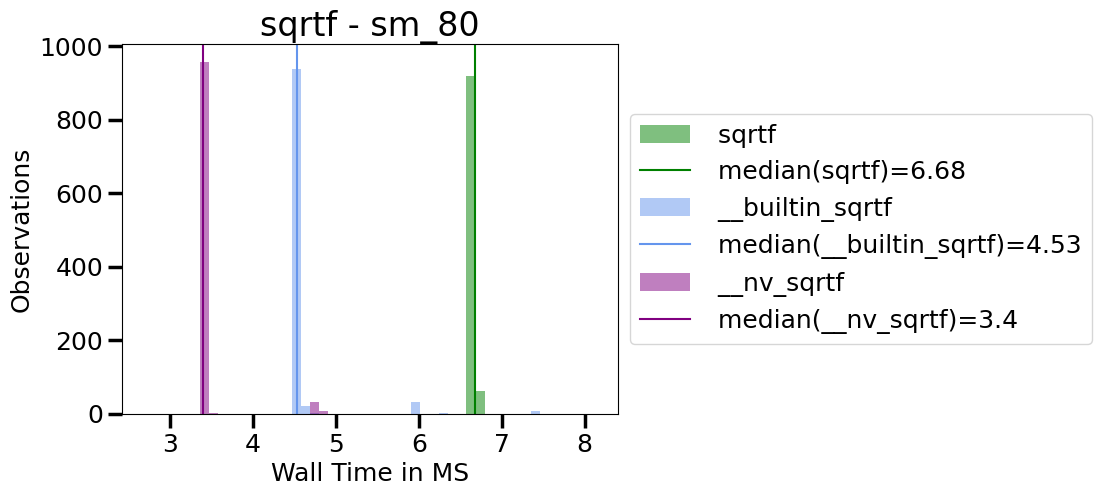 sqrtf - sm_80
Observations
1000
800
600
400
200
0
3 4 5 6 7 8
Wall Time in MS
sqrtf
median(sqrtf)=6.68
__builtin_sqrtf
median(__builtin_sqrtf)=4.53
__nv_sqrtf
median(__nv_sqrtf)=3.4